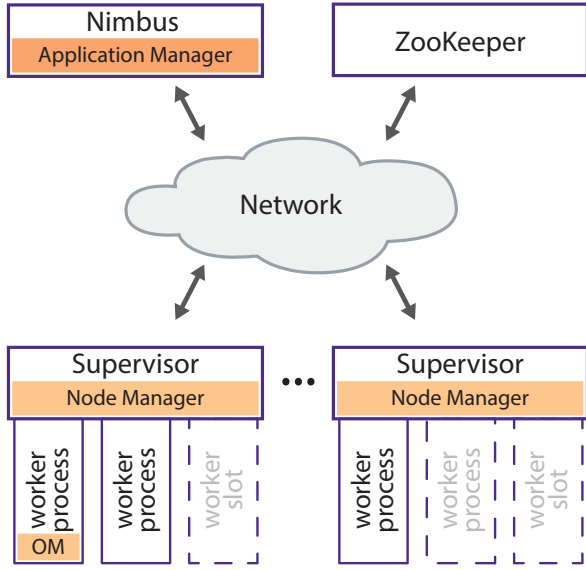 Nimbus
Application Manager
ZooKeeper
Network
Supervisor
Node Manager
...
Supervisor
Node Manager
worker
process
OM
worker
process
worker
slot
worker
process
worker
process
worker
slot